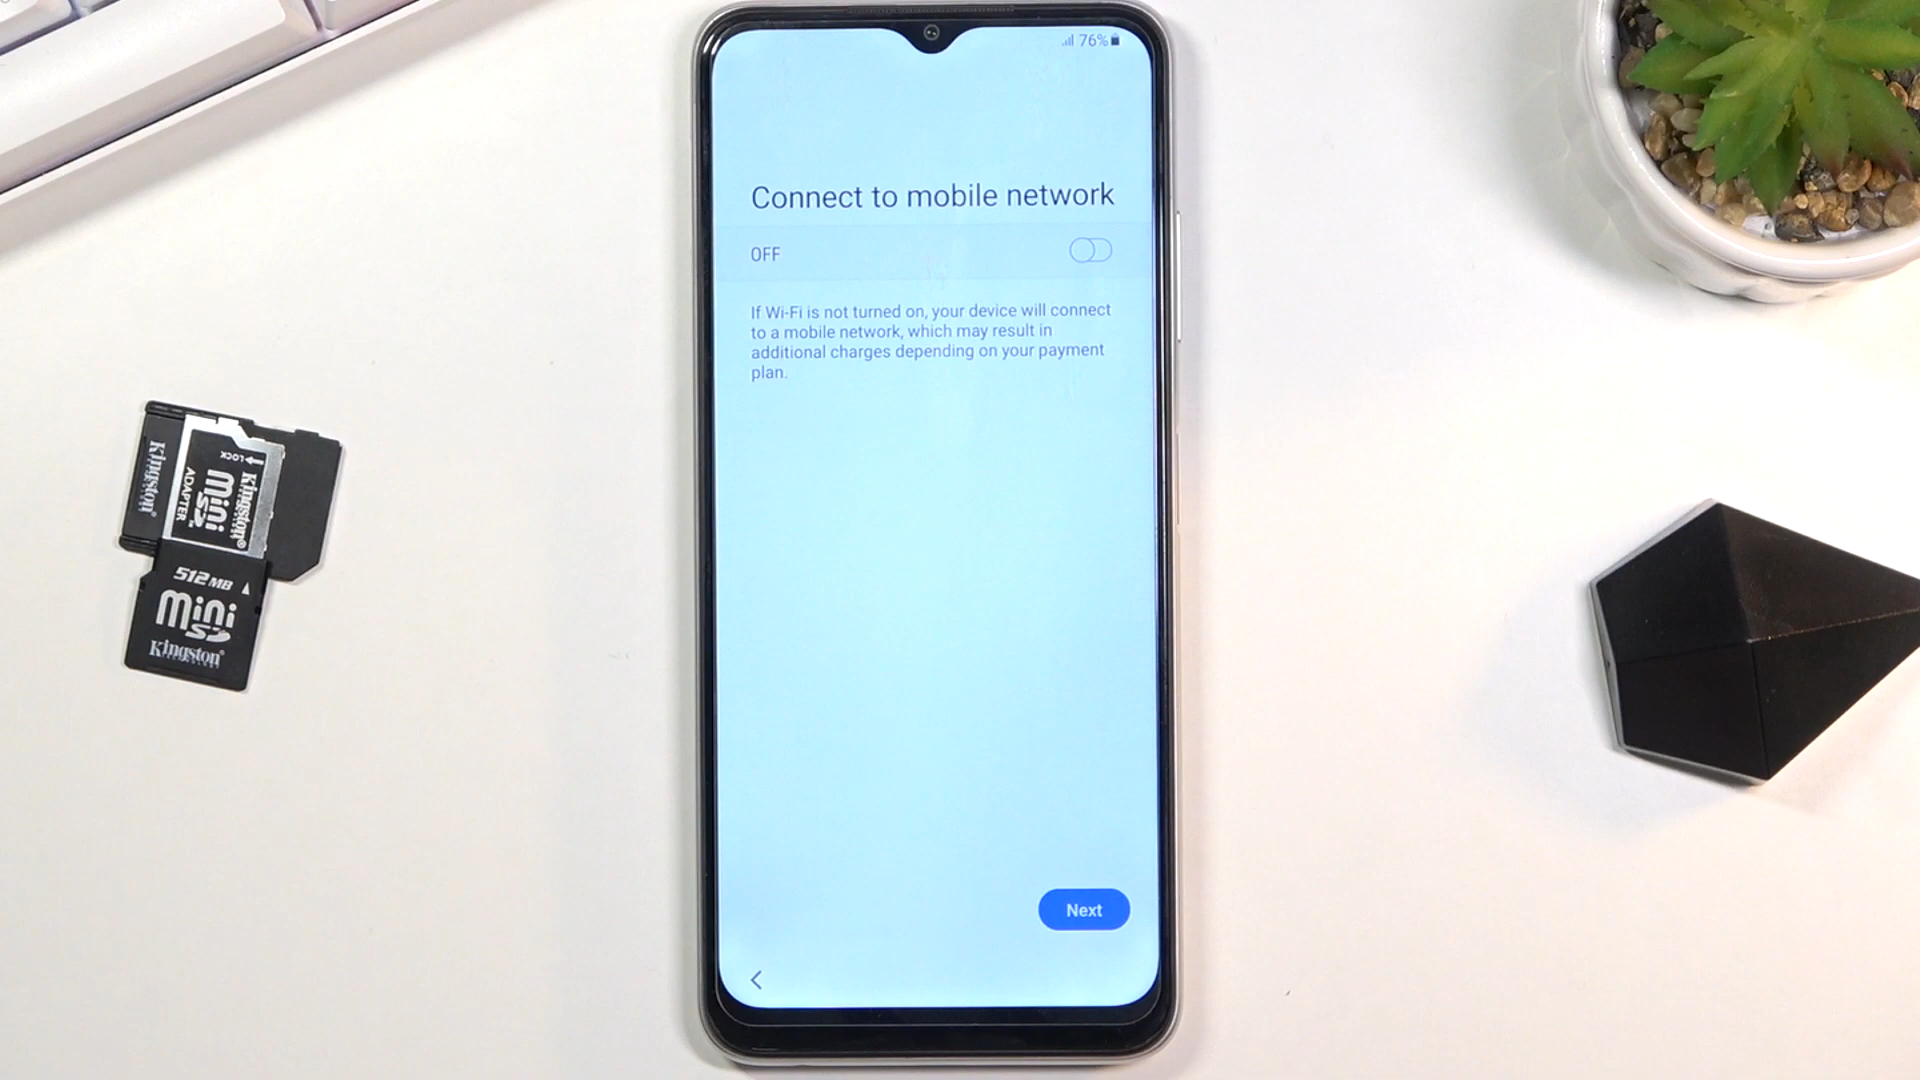 76%
Connect to mobile network
OFF
If Wi-Fi is not turned on, your device will connect
to a mobile network, which may result in
additional charges depending on your payment
plan.
Next
Kingston
LOCK
Kingston®
mini
SD
ADAPTER
512MB
mini
SD
Kingston®
TECHNOLOGY